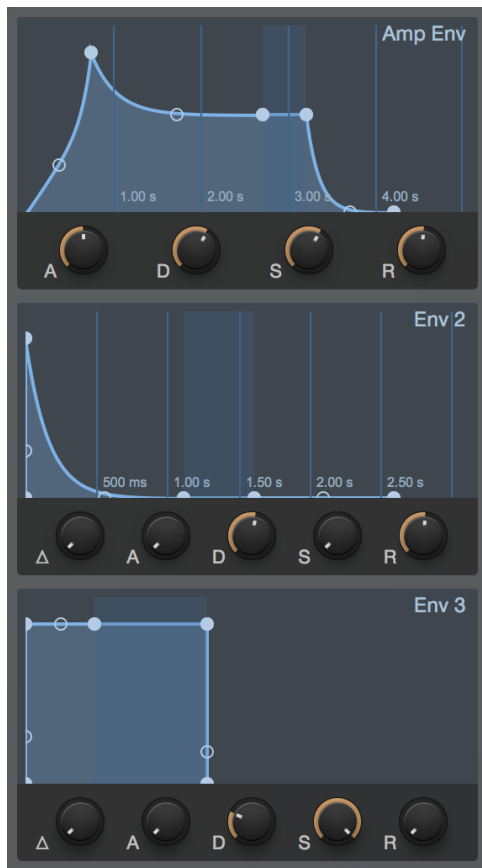 Amp Env
1.00 s 2.00 s 3.00 s 4.00 s
A D S R
Env 2
500 ms 1.00 s 1.50 s 2.00 s 2.50 s
Δ A D S R
Env 3
Δ A D S R